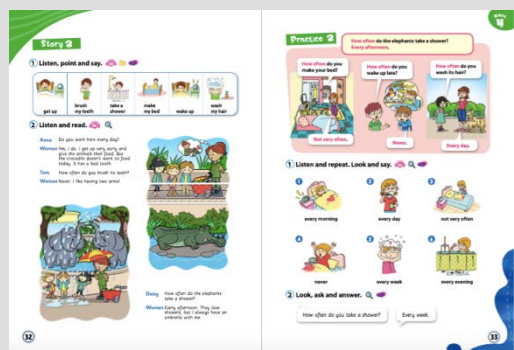 Story 2
1 Listen, point and say.
get up
brush
my teeth
take a
shower
make
my bed
wake up
wash
my hair
2 Listen and read.
Anna Do you work here every day?
Woman Yes, I do. I get up very early and
give the animals their food. But
the crocodile doesn't want its food
today. It has a bad tooth.
Tom How often do you brush its teeth?
Woman Never. I like having two arms!
Daisy How often do the elephants
take a shower?
Woman Every afternoon. They love
showers, but I always have an
umbrella with me.
32
Unit
4
Practice 2
How often do the elephants take a shower?
Every afternoon.
How often do you
make your bed?
Not very often.
How often do you
wake up late?
Never.
How often do you
wash its hair?
Every day.
1 Listen and repeat. Look and say.
1
every morning
2
every day
3
not very often
4
never
5
every week
6
every evening
2 Look, ask and answer.
How often do you take a shower?
Every week.
33